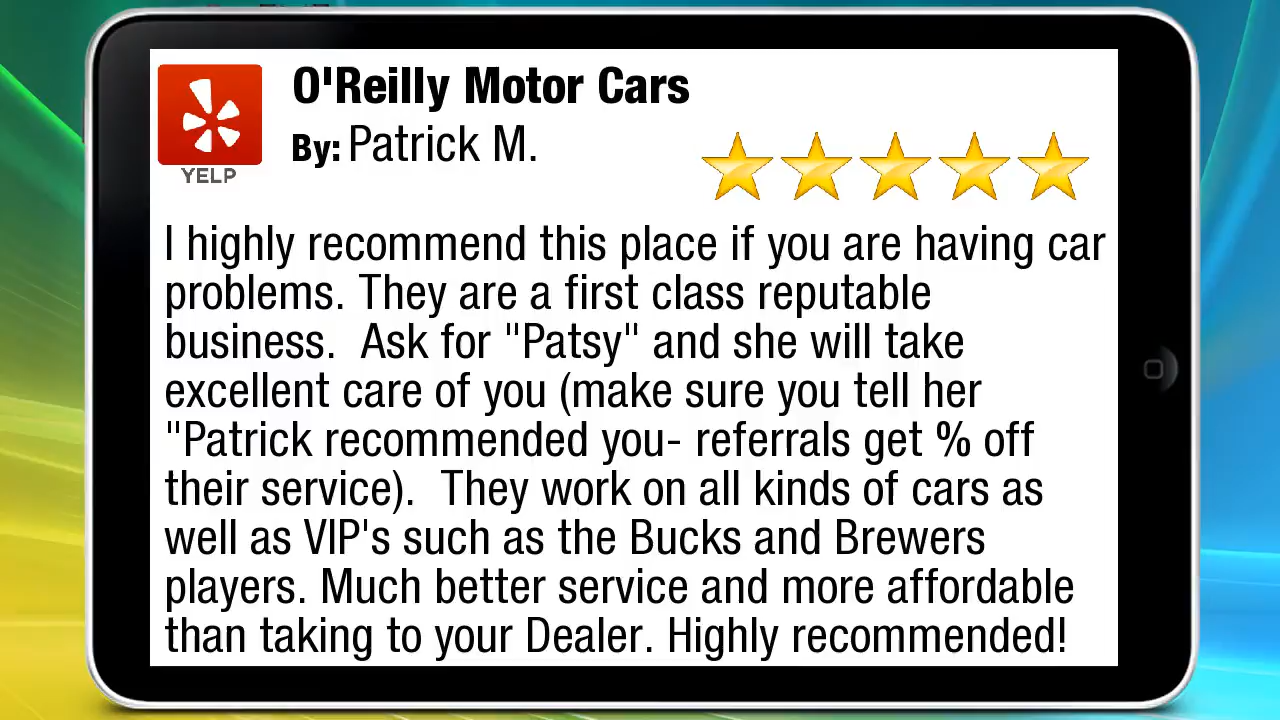 O'Reilly Motor Cars
By: Patrick M.
YELP
I highly recommend this place if you are having car
problems. They are a first class reputable
business.  Ask for "Patsy" and she will take
excellent care of you (make sure you tell her
"Patrick recommended you- referrals get % off
their service).  They work on all kinds of cars as
well as VIP's such as the Bucks and Brewers
players. Much better service and more affordable
than taking to your Dealer. Highly recommended!